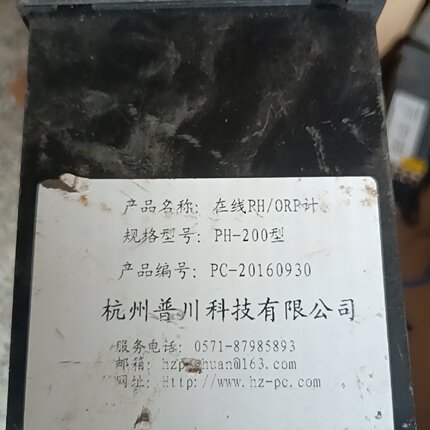 产品名称: 在线PH/ORP计
规格型号: PH-200型
产品编号: PC-20160930
杭州普川科技有限公司
服务电话: 0571-87985893
邮箱:
网址: Http://www.hz-pc.com